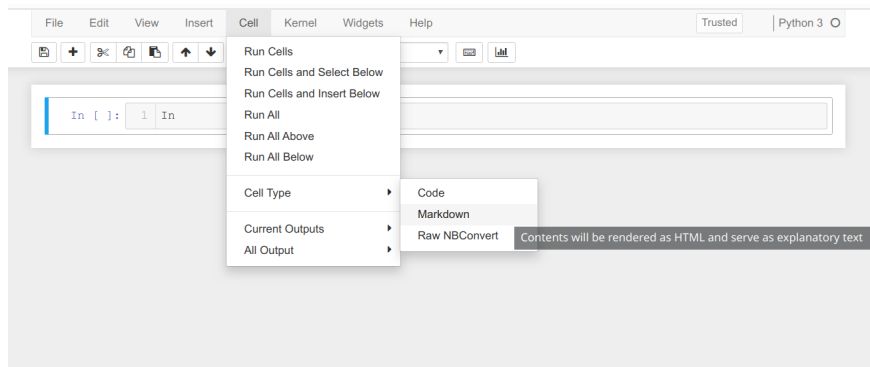 File Edit View Insert Cell Kernel Widgets Help Trusted Python 3
Run Cells
Run Cells and Select Below
Run Cells and Insert Below
In [ ]: 1 In
Run All
Run All Above
Run All Below
Cell Type
Code
Markdown
Raw NBConvert
Contents will be rendered as HTML and serve as explanatory text
Current Outputs
All Output